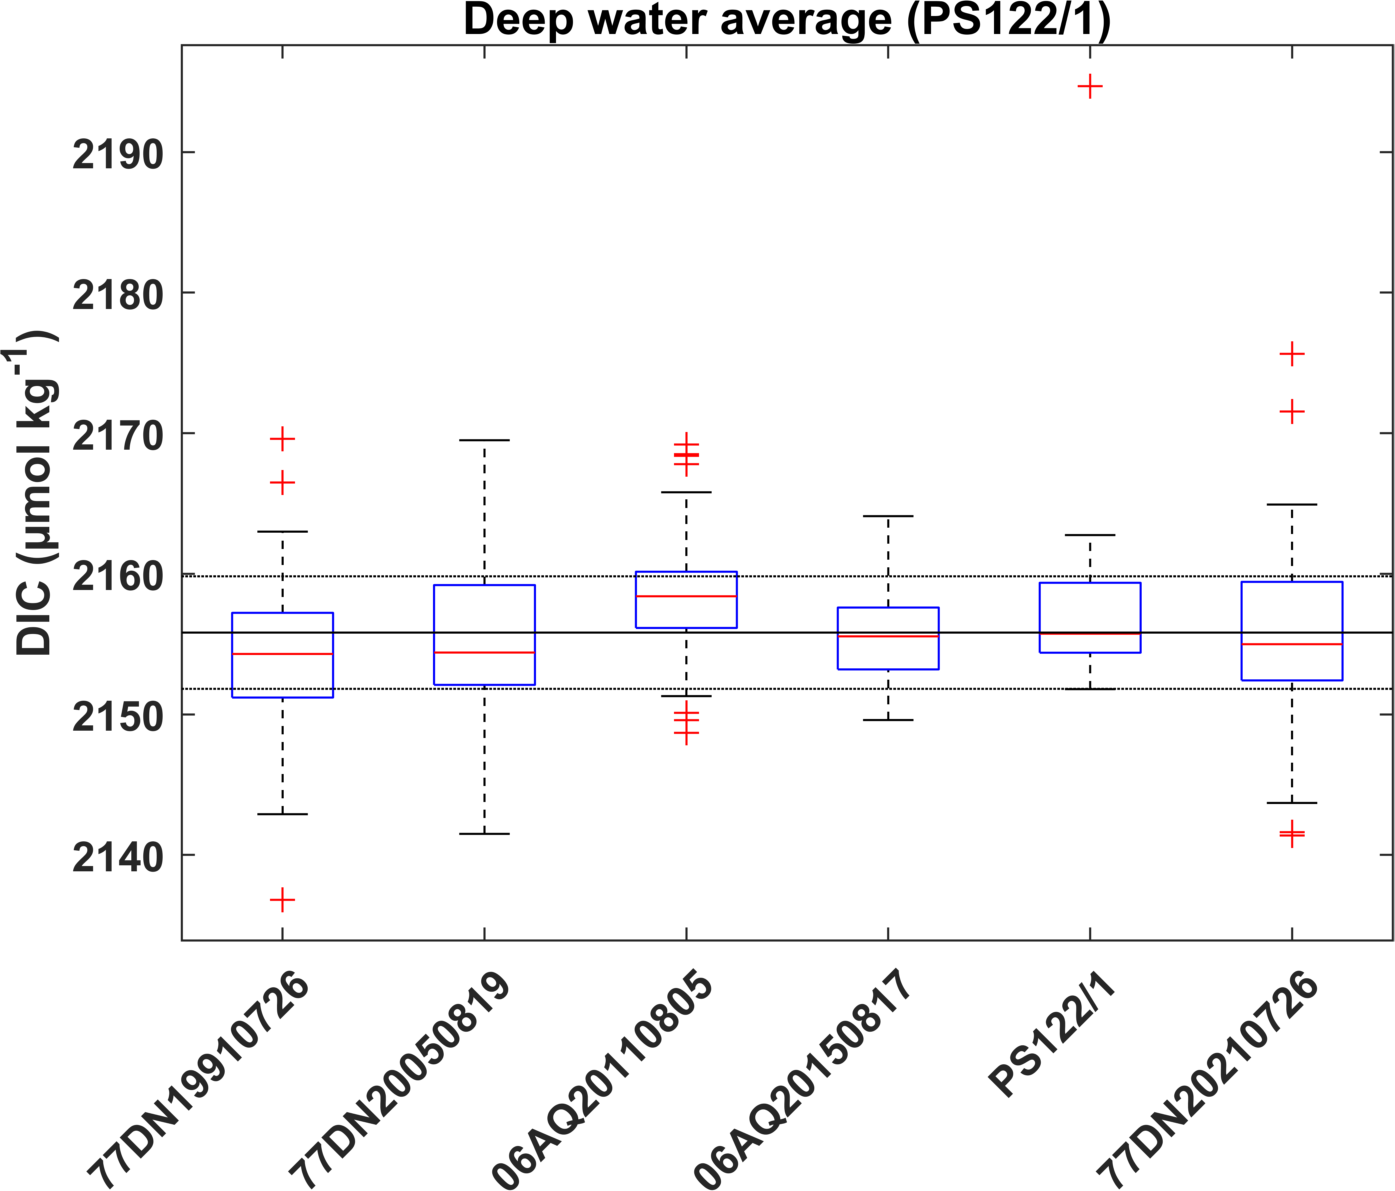 Deep water average (PS122/1)
DIC (µmol kg-1)
2190
2180
2170
2160
2150
2140
77DN19910726
77DN20050819
06AQ20110805
06AQ20150817
PS122/1
77DN20210726